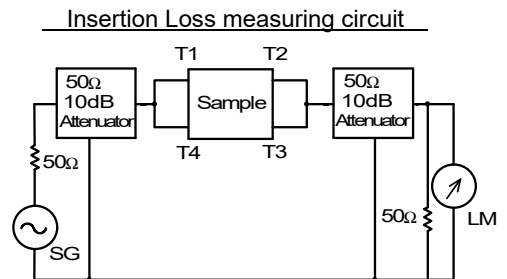 Insertion Loss measuring circuit
T1
T2
50Ω
10dB
Attenuator
Sample
50Ω
10dB
Attenuator
T4
T3
50Ω
50Ω
LM
SG